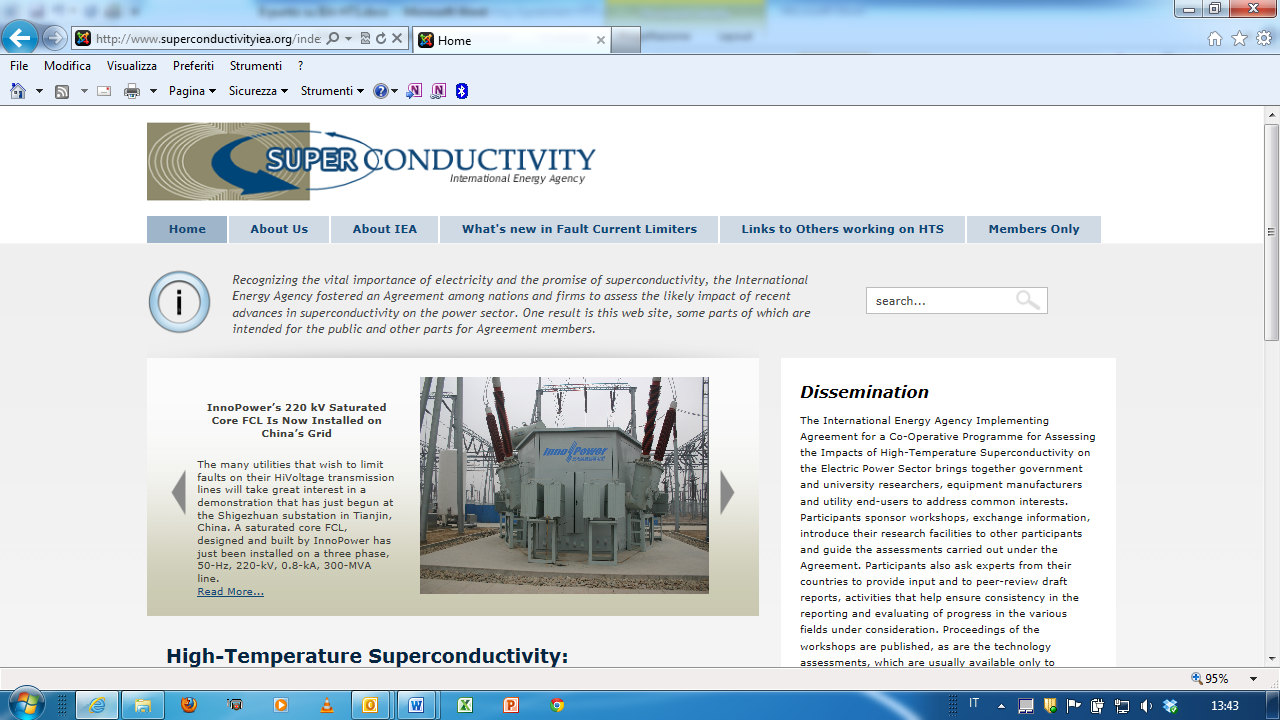 http://www.superconductivityiea.org/inde
Home
File Modifica Visualizza Preferiti Strumenti ?
Pagina Sicurezza Strumenti
SUPERCONDUCTIVITY
International Energy Agency
Home About Us About IEA What's new in Fault Current Limiters Links to Others working on HTS Members Only
Recognizing the vital importance of electricity and the promise of superconductivity, the International
Energy Agency fostered an Agreement among nations and firms to assess the likely impact of recent
advances in superconductivity on the power sector. One result is this web site, some parts of which are
intended for the public and other parts for Agreement members.
search...
InnoPower’s 220 kV Saturated
Core FCL Is Now Installed on
China’s Grid
The many utilities that wish to limit
faults on their HiVoltage transmission
lines will take great interest in a
demonstration that has just begun at
the Shigezhuan substation in Tianjin,
China. A saturated core FCL,
designed and built by InnoPower has
just been installed on a three phase,
50-Hz, 220-kV, 0.8-kA, 300-MVA
line.
Read More...
InnoPower
High-Temperature Superconductivity:
Dissemination
The International Energy Agency Implementing
Agreement for a Co-Operative Programme for Assessing
the Impacts of High-Temperature Superconductivity on
the Electric Power Sector brings together government
and university researchers, equipment manufacturers
and utility end-users to address common interests.
Participants sponsor workshops, exchange information,
introduce their research facilities to other participants
and guide the assessments carried out under the
Agreement. Participants also ask experts from their
countries to provide input and to peer-review draft
reports, activities that help ensure consistency in the
reporting and evaluating of progress in the various
fields under consideration. Proceedings of the
workshops are published, as are the technology
assessments, which are usually available only to
95%
IT
13:43